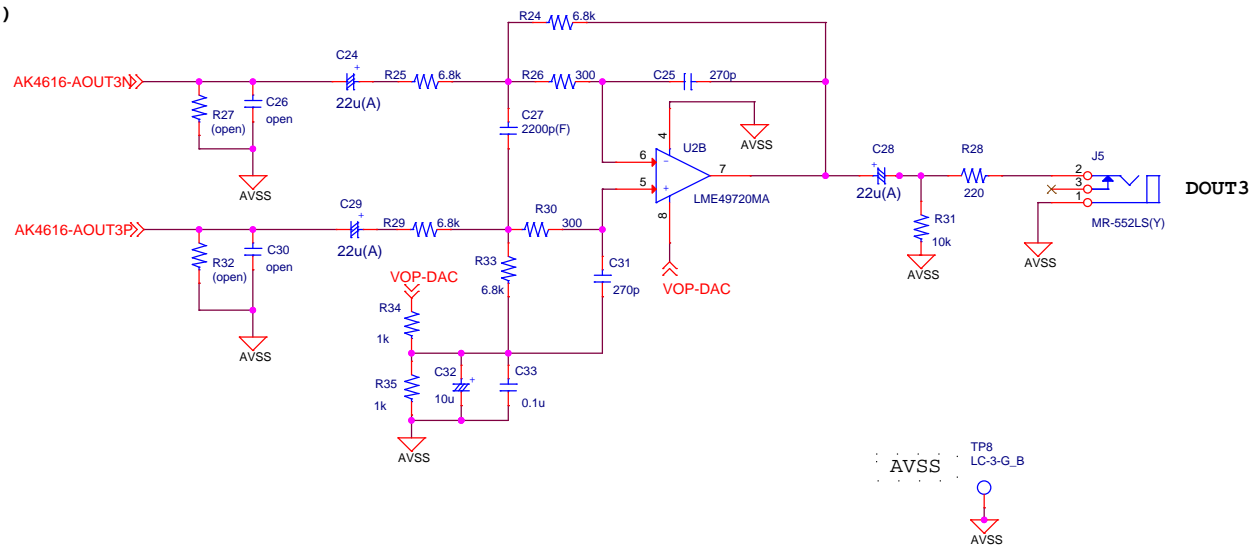 )
R24 6.8k
C24
AK4616-AOUT3N
R25 6.8k
R26 300
C25 270p
22u(A)
R27
(open)
C26
open
C27
2200p(F)
AVSS
4
AVSS
U2B
6
5
7
8
LME49720MA
C28
22u(A)
R28
220
J5
2
3
1
DOUT3
MR-552LS(Y)
AVSS
C29
AK4616-AOUT3P
R29 6.8k
R30
300
22u(A)
R31
10k
AVSS
R32
(open)
C30
open
AVSS
R33
6.8k
C31
270p
VOP-DAC
VOP-DAC
R34
1k
R35
1k
C32
10u
C33
0.1u
AVSS
AVSS
TP8
LC-3-G_B
AVSS